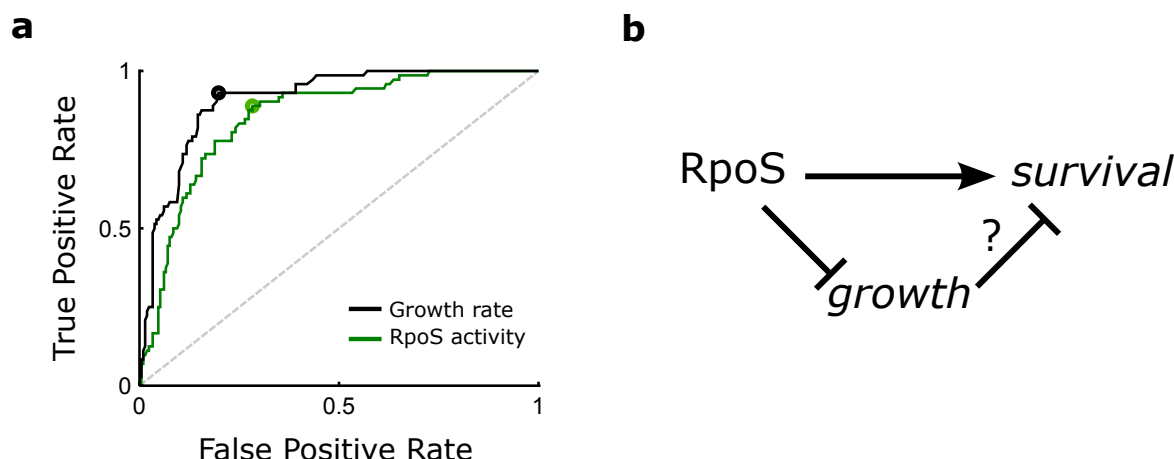 a
True Positive Rate
1
0.5
0
Growth rate
RpoS activity
0
0.5
1
False Positive Rate
b
RpoS
survival
?
growth